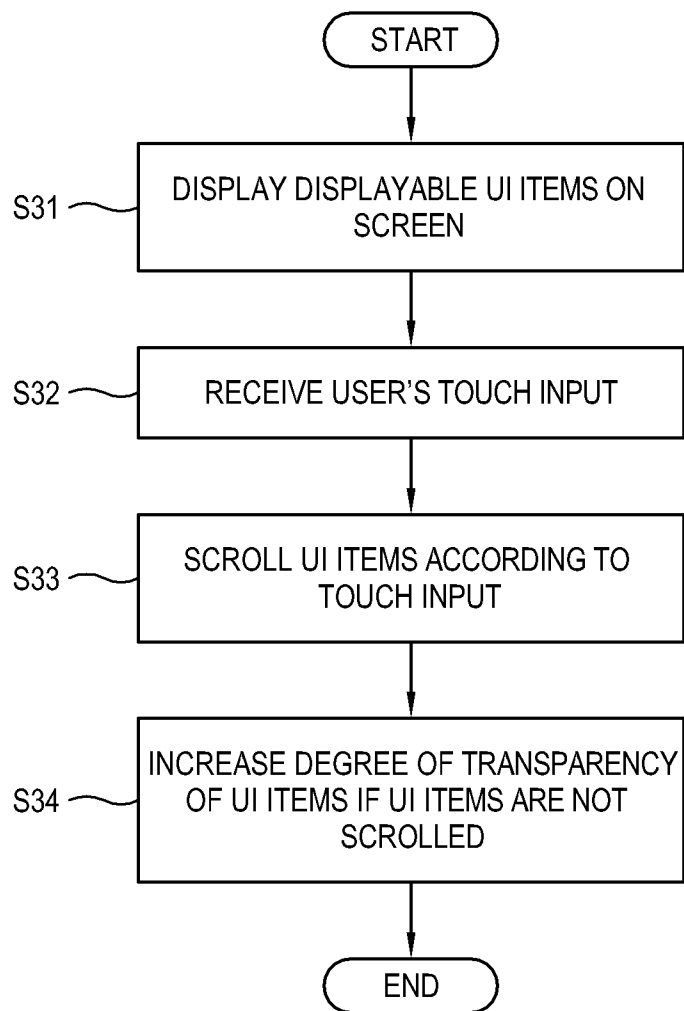 START
S31
DISPLAY DISPLAYABLE UI ITEMS ON
SCREEN
S32
RECEIVE USER'S TOUCH INPUT
S33
SCROLL UI ITEMS ACCORDING TO
TOUCH INPUT
S34
INCREASE DEGREE OF TRANSPARENCY
OF UI ITEMS IF UI ITEMS ARE NOT
SCROLLED
END